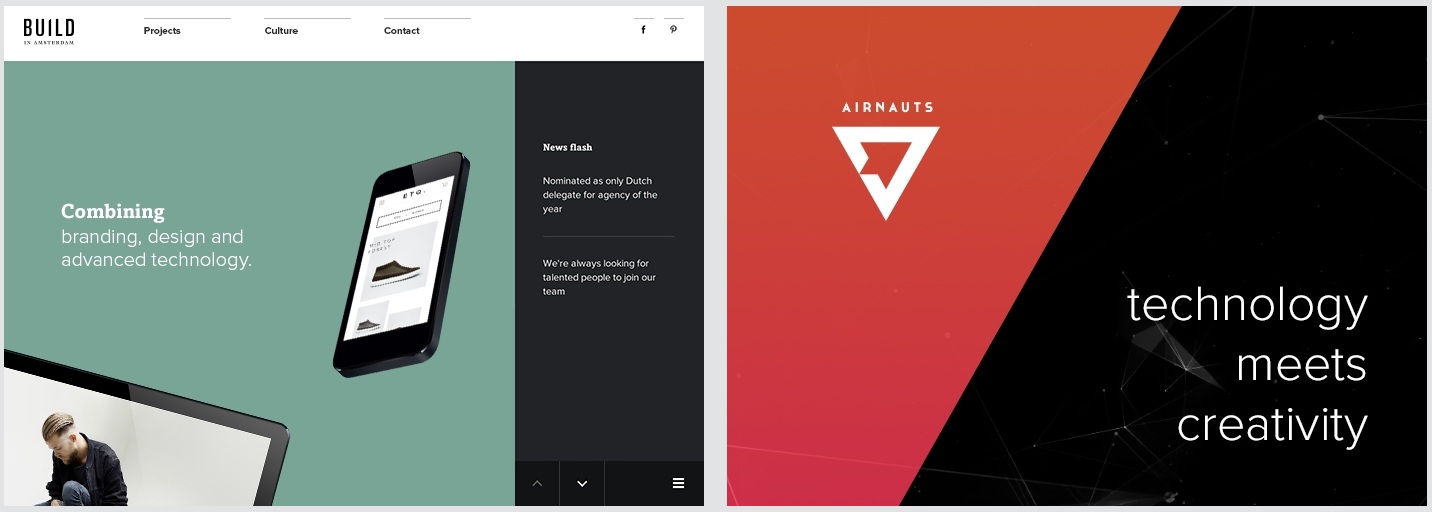 BUILD
IN AMSTERDAM
Projects
Culture
Contact
Combining
branding, design and
advanced technology.
ETQ.
MID TOP
FOREST
News flash
Nominated as only Dutch
delegate for agency of the
year
We're always looking for
talented people to join our
team
AIRNAUTS
technology
meets
creativity